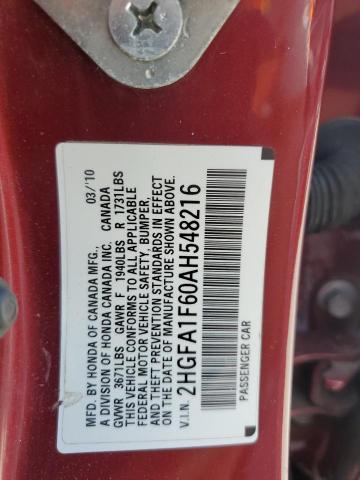 MFD. BY HONDA OF CANADA MFG., 03/'10
A DIVISION OF HONDA CANADA INC. CANADA
GVWR 3671LBS GAWR F 1940LBS R 1731LBS
THIS VEHICLE CONFORMS TO ALL APPLICABLE
FEDERAL MOTOR VEHICLE SAFETY, BUMPER,
AND THEFT PREVENTION STANDARDS IN EFFECT
ON THE DATE OF MANUFACTURE SHOWN ABOVE.
V.I.N. 2HGFA1F60AH548216
PASSENGER CAR